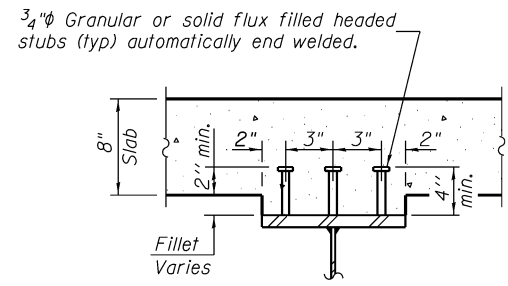 3/4"ϕ Granular or solid flux filled headed
stubs (typ) automatically end welded.
8"
Slab
2" min.
2"
3"
3"
2"
4"
min.
Fillet
Varies